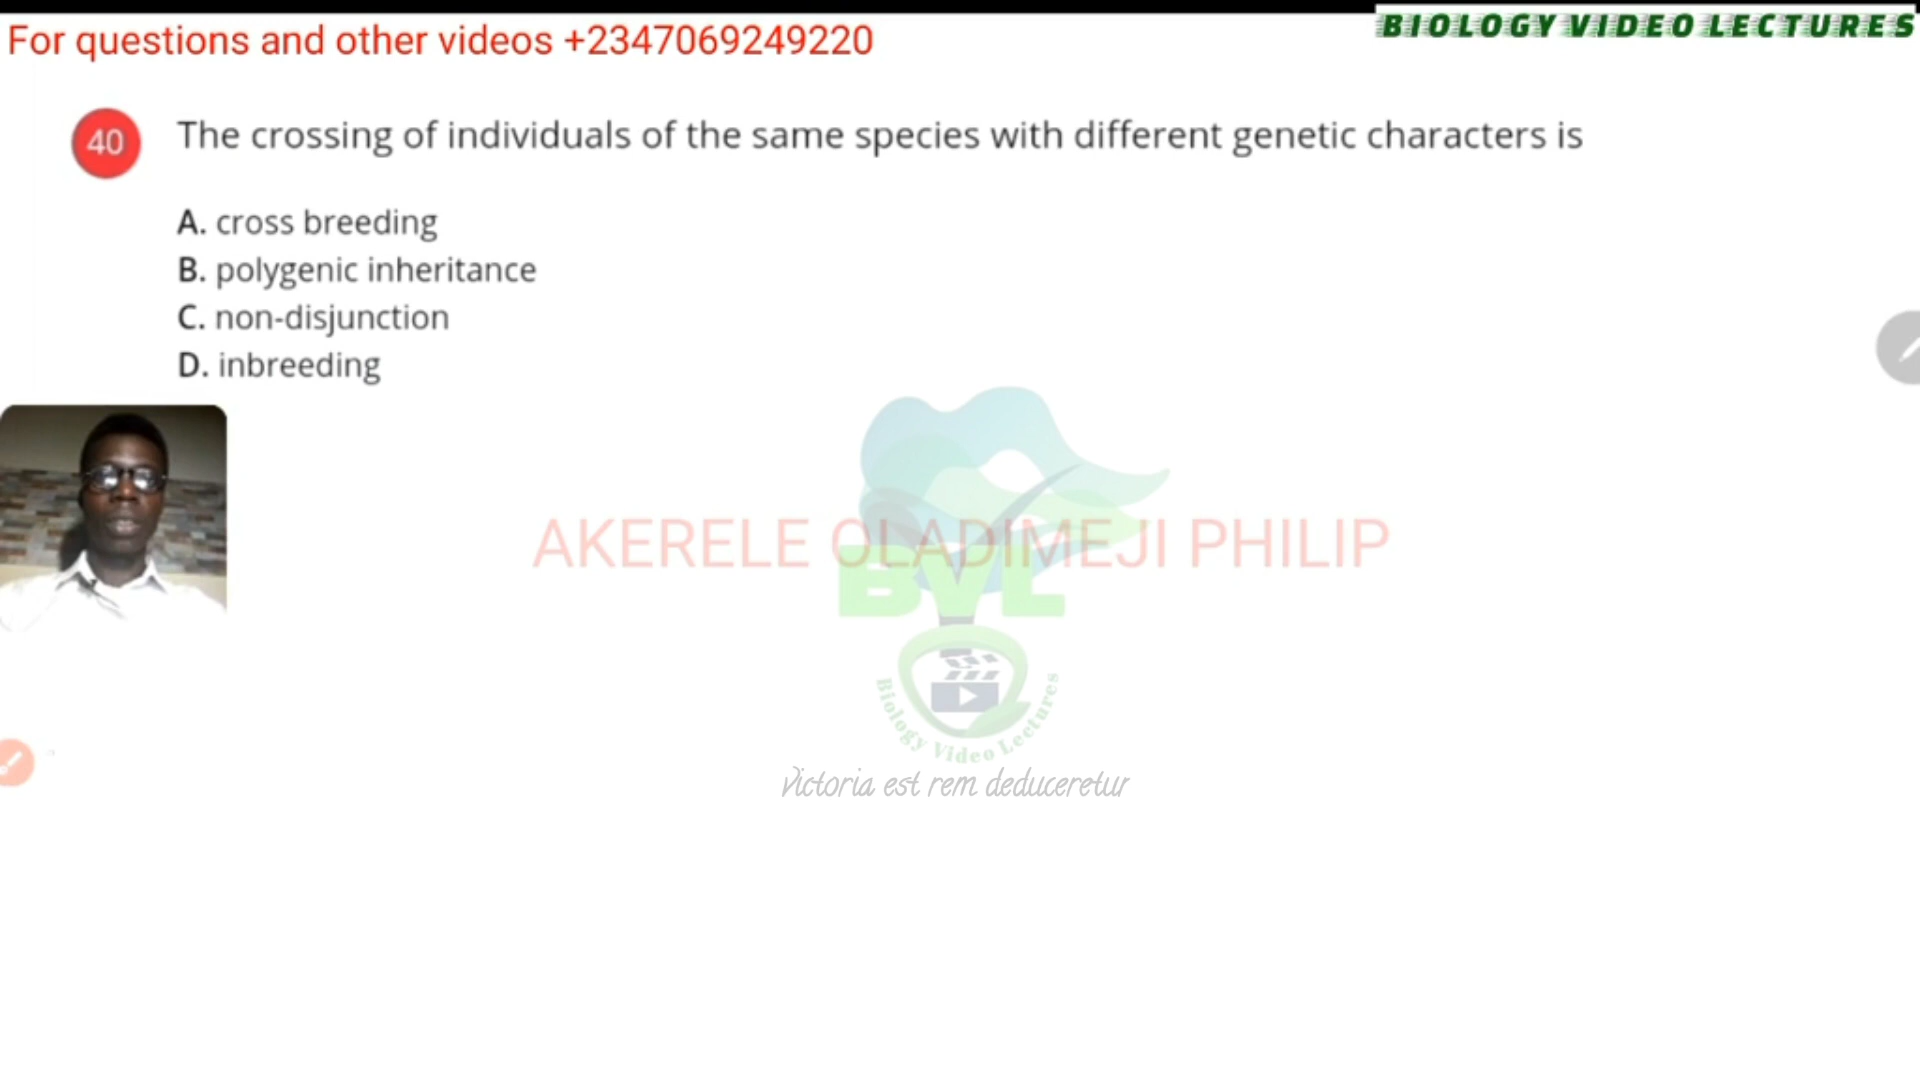 BIOLOGY VIDEO LECTURES
For questions and other videos +2347069249220
40 The crossing of individuals of the same species with different genetic characters is
A. cross breeding
B. polygenic inheritance
C. non-disjunction
D. inbreeding
AKERELE OLADIMEJI PHILIP
BVL
Biology Video Lectures
Victoria est rem deduceretur